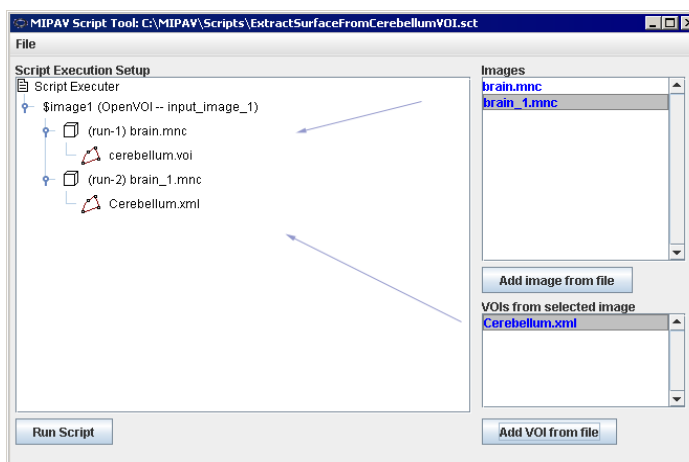 MIPAV Script Tool: C:\MIPAV\Scripts\ExtractSurfaceFromCerebellumVOI.sct
File
Script Execution Setup
Script Executer
$image1 (OpenVOI -- input_image_1)
(run-1) brain.mnc
cerebellum.voi
(run-2) brain_1.mnc
Cerebellum.xml
Images
brain.mnc
brain_1.mnc
Add image from file
VOIs from selected image
Cerebellum.xml
Run Script
Add VOI from file